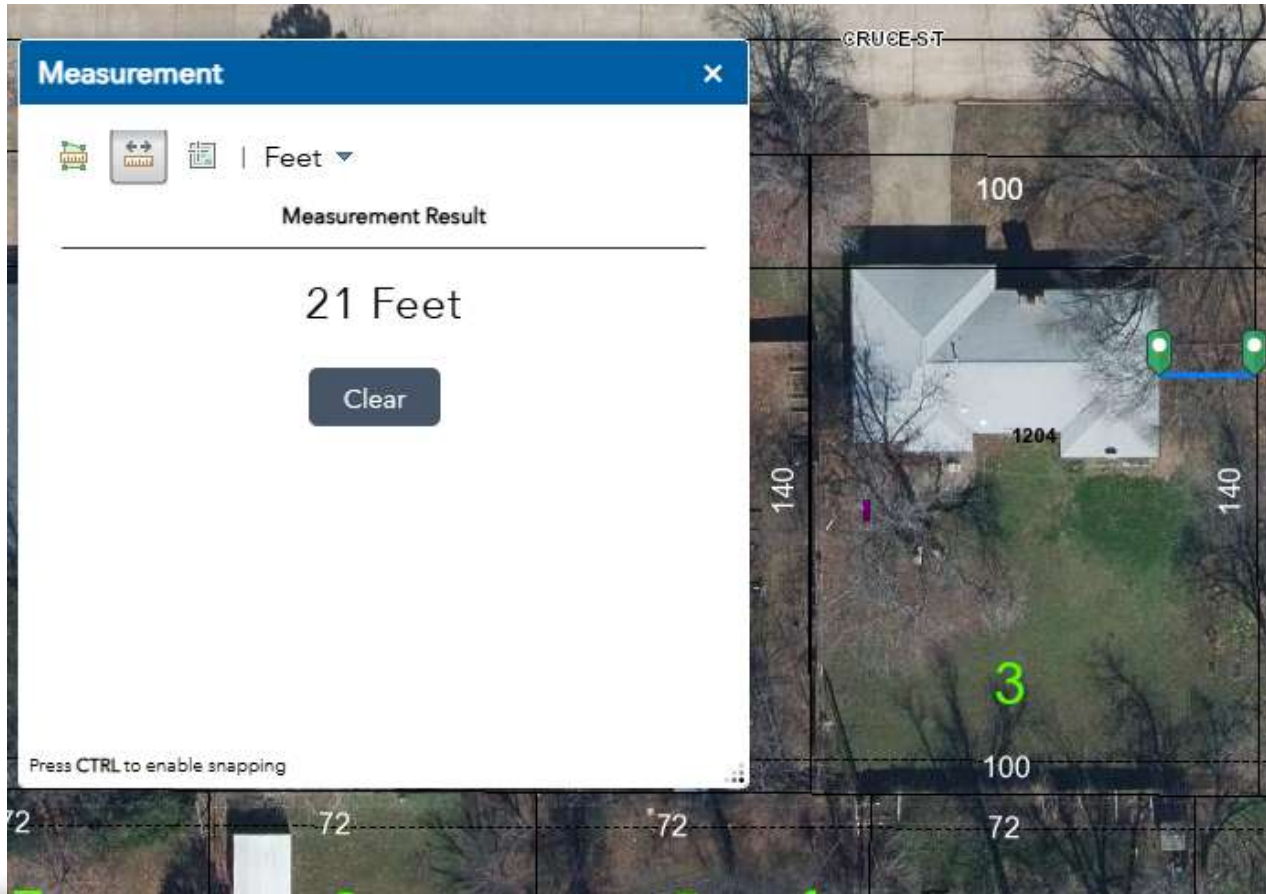 CRUCE ST
Measurement
Feet
100
Measurement Result
21 Feet
Clear
1204
140
140
3
100
Press CTRL to enable snapping
72
72
72
72